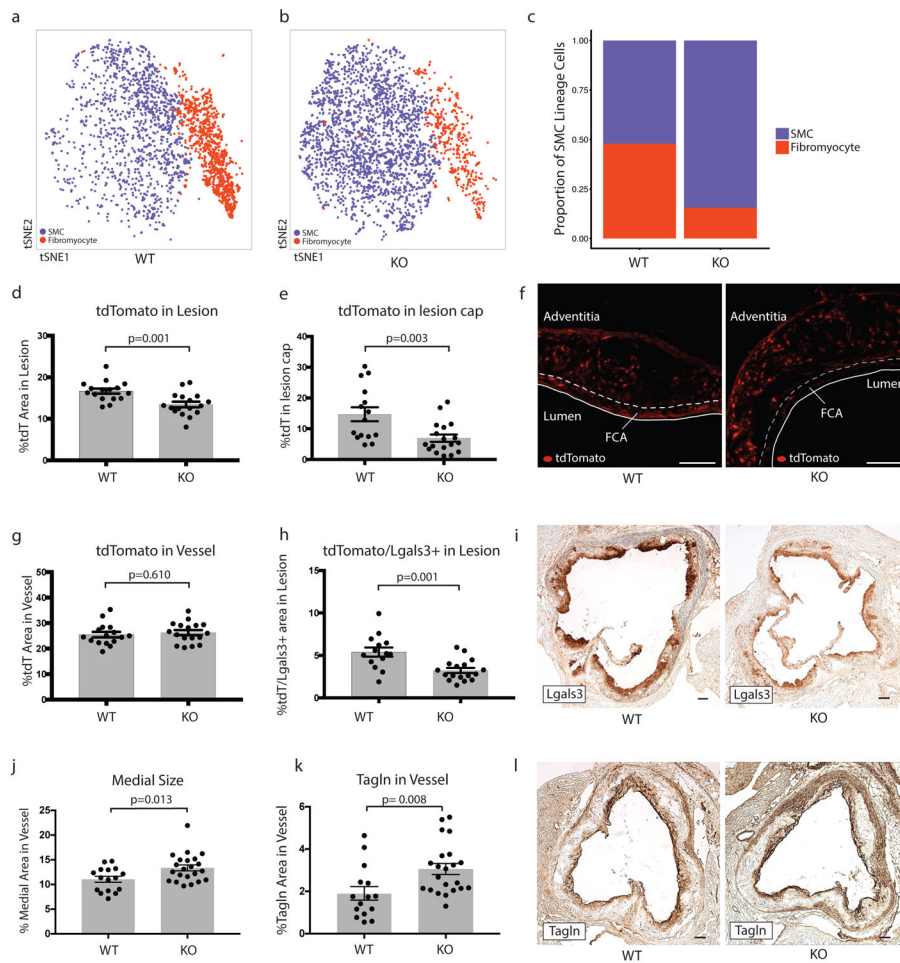 a
tSNE2
SMC
Fibromyocyte
tSNE1
WT
b
tSNE2
SMC
Fibromyocyte
tSNE1
KO
c
Proportion of SMC Lineage Cells
1.00
0.75
0.50
0.25
0.00
WT
KO
SMC
Fibromyocyte
d
tdTomato in Lesion
p=0.001
%tdT Area in Lesion
30
20
10
0
WT
KO
e
tdTomato in lesion cap
p=0.003
%tdT in lesion cap
40
30
20
10
0
WT
KO
f
Adventitia
Lumen
FCA
tdTomato
WT
Adventitia
Lumen
FCA
tdTomato
KO
g
tdTomato in Vessel
p=0.610
%tdT Area in Vessel
50
40
30
20
10
0
WT
KO
h
tdTomato/Lgals3+ in Lesion
p=0.001
%tdT/Lgals3+ area in Lesion
15
10
5
0
WT
KO
i
Lgals3
WT
Lgals3
KO
j
Medial Size
p=0.013
% Medial Area in Vessel
25
20
15
10
5
0
WT
KO
k
Tagln in Vessel
p= 0.008
%Tagln Area in Vessel
6
4
2
0
WT
KO
l
Tagln
WT
Tagln
KO